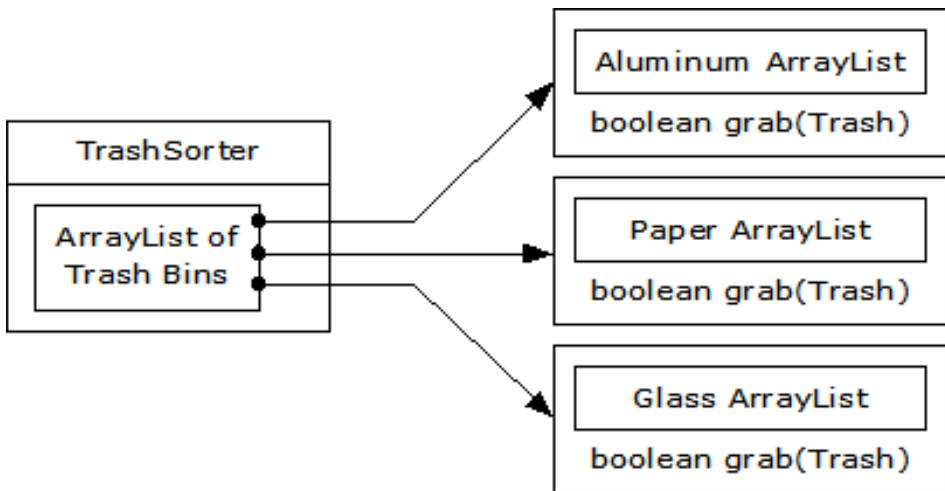 TrashSorter
ArrayList of
Trash Bins
Aluminum ArrayList
boolean grab(Trash)
Paper ArrayList
boolean grab(Trash)
Glass ArrayList
boolean grab(Trash)